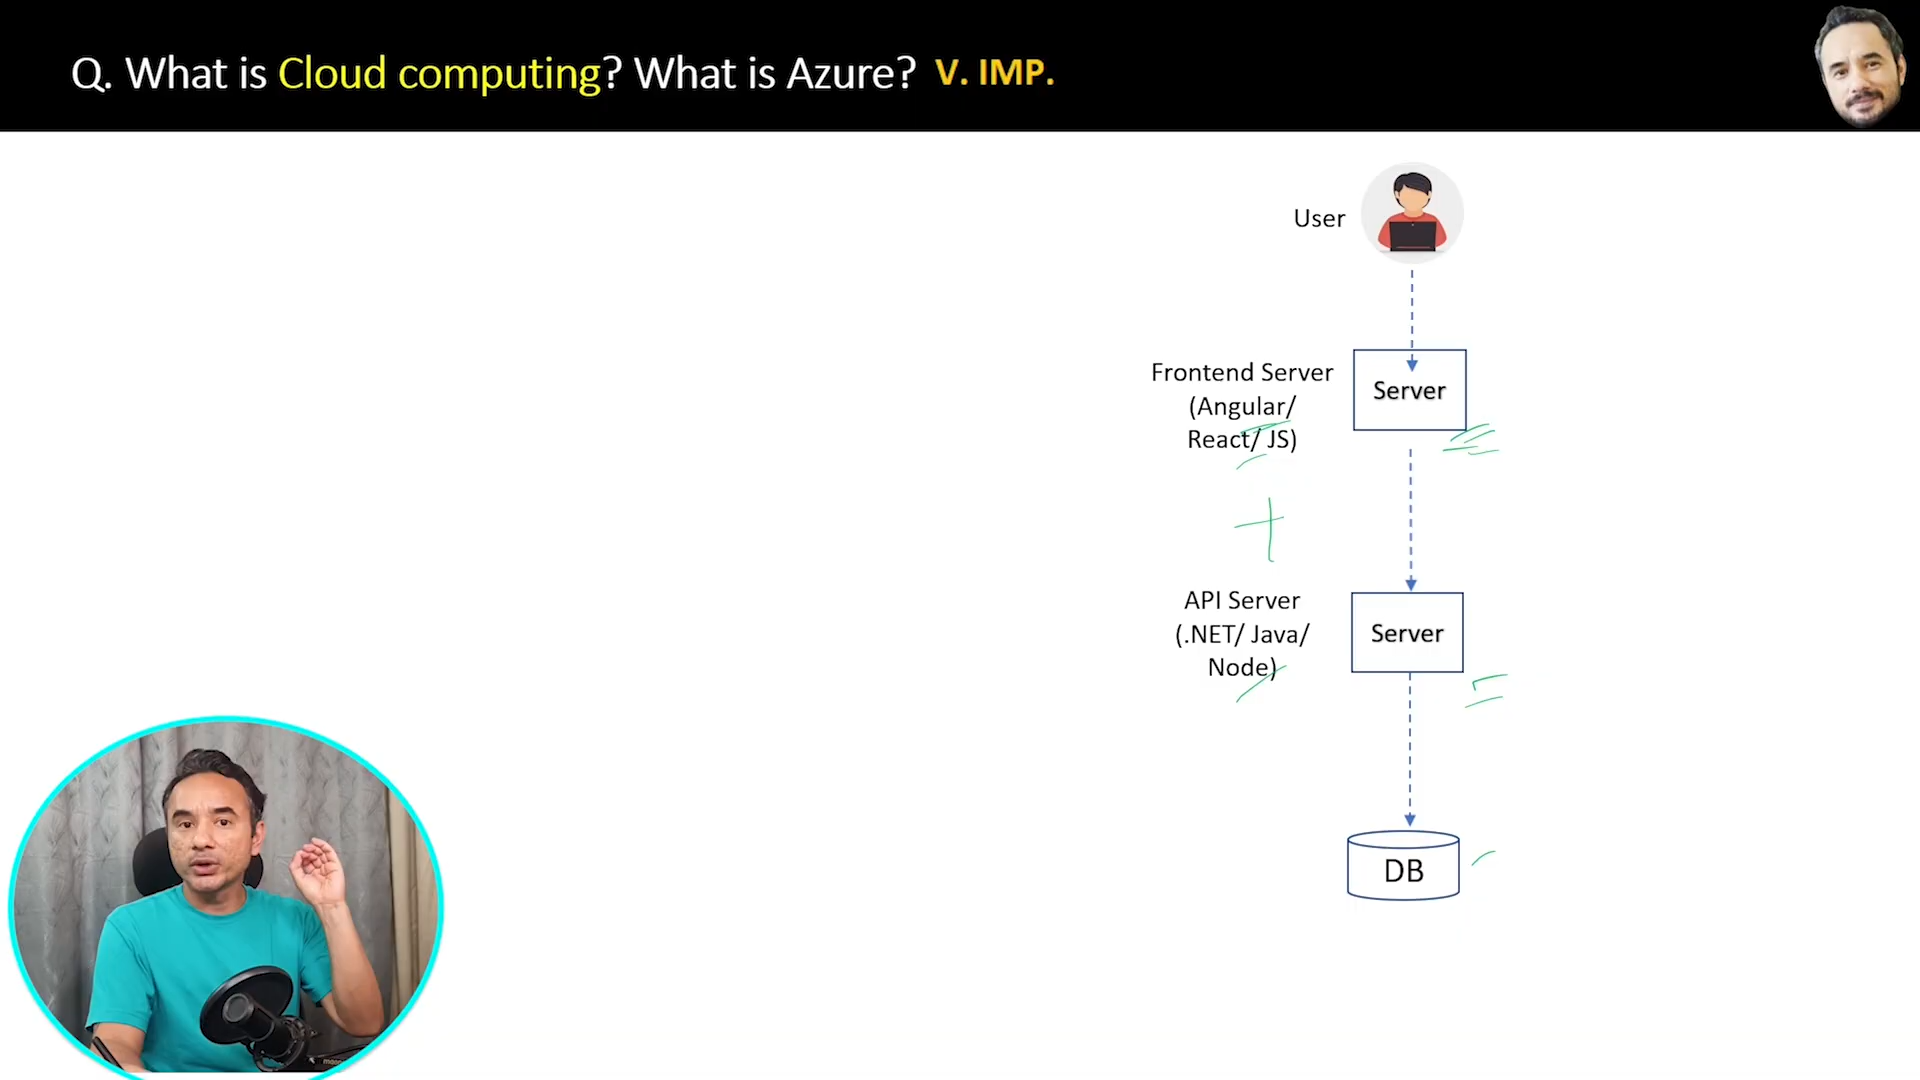 Q. What is Cloud computing? What is Azure? V. IMP.
User
Frontend Server
(Angular/
React/ JS)
Server
API Server
(.NET/ Java/
Node)
Server
DB